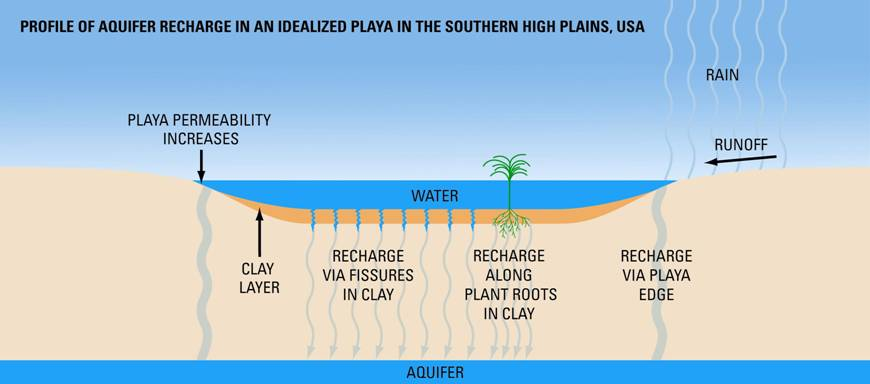 PROFILE OF AQUIFER RECHARGE IN AN IDEALIZED PLAYA IN THE SOUTHERN HIGH PLAINS, USA
RAIN
PLAYA PERMEABILITY
INCREASES
RUNOFF
WATER
CLAY
LAYER
RECHARGE
VIA FISSURES
IN CLAY
RECHARGE
ALONG
PLANT ROOTS
IN CLAY
RECHARGE
VIA PLAYA
EDGE
AQUIFER